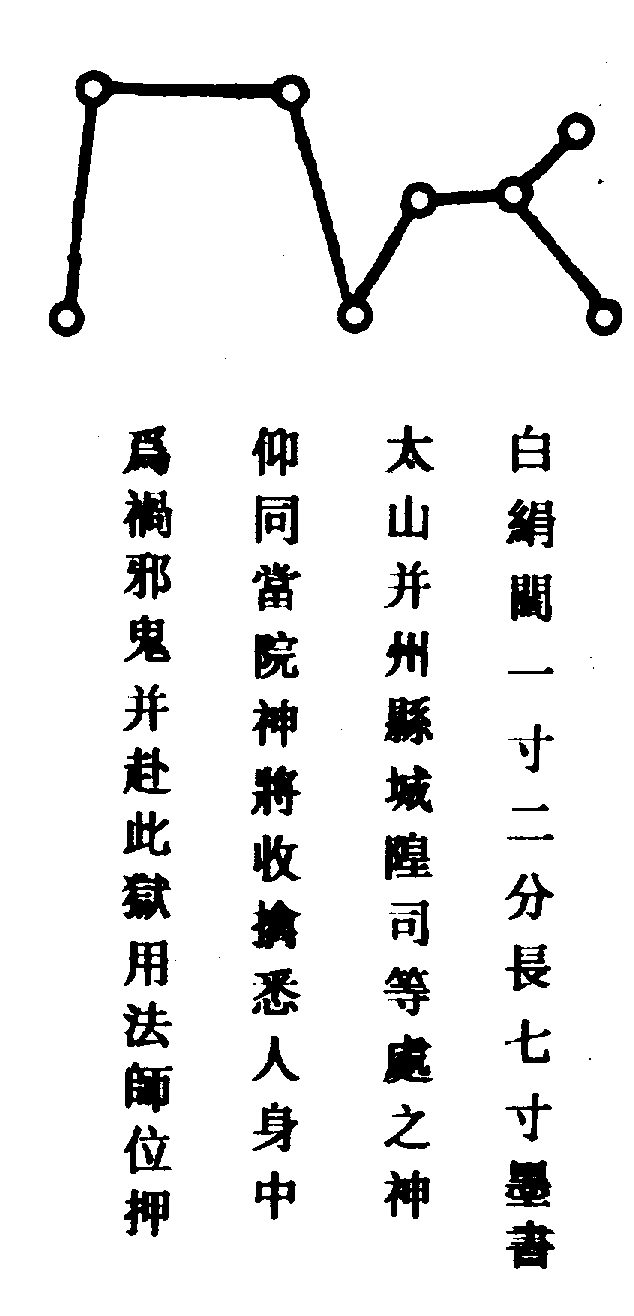 白絹闊一寸二分長七寸墨書
太山并州縣城隍司等處之神
仰同當院神將收擒悉人身中
爲禍邪鬼并赴此獄用法師位押